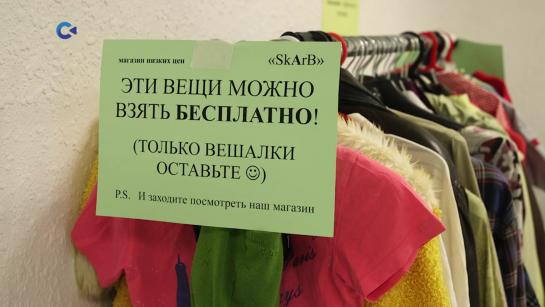 магазин низких цен «SkArB»
ЭТИ ВЕЩИ МОЖНО
ВЗЯТЬ БЕСПЛАТНО!
(ТОЛЬКО ВЕШАЛКИ
ОСТАВЬТЕ ☺)
P.S. И заходите посмотреть наш магазин